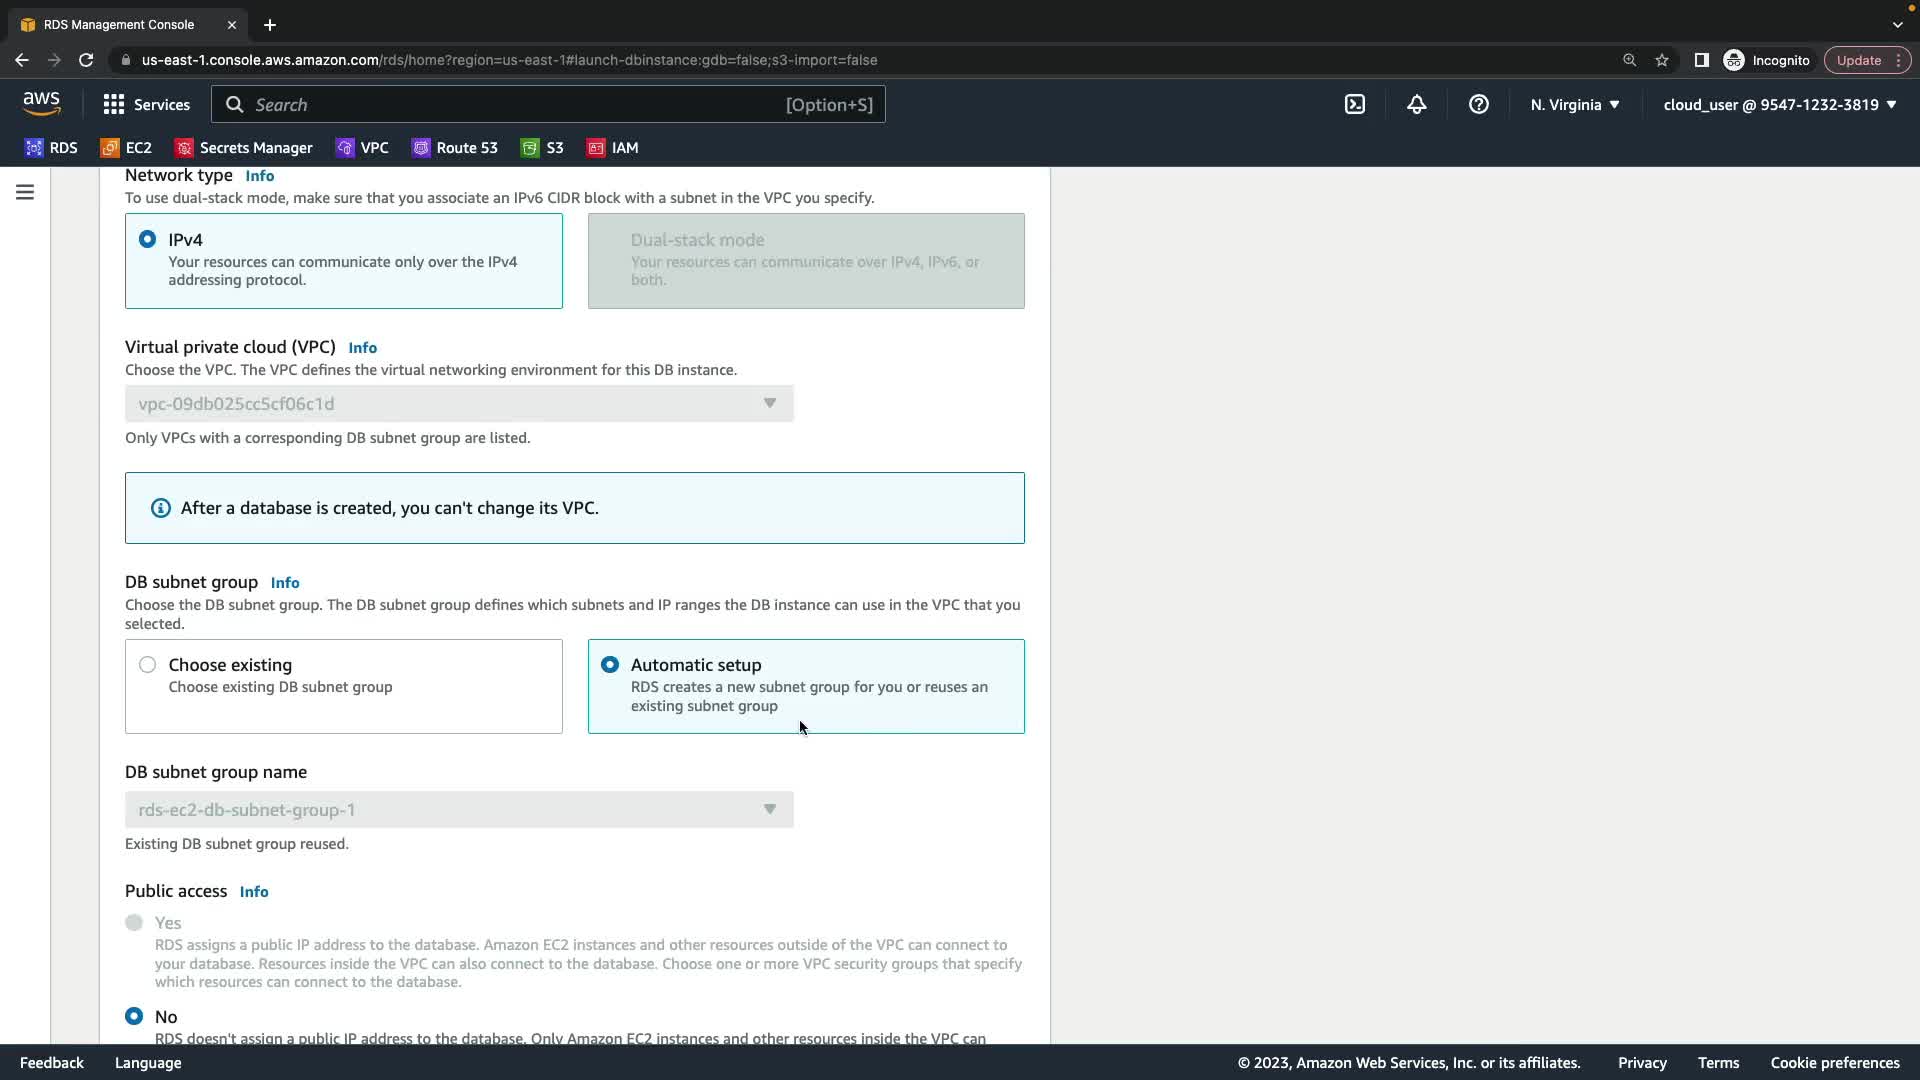 RDS Management Console
us-east-1.console.aws.amazon.com/rds/home?region=us-east-1#launch-dbinstance:gdb=false;s3-import=false
Incognito
Update
aws
Services
Search
[Option+S]
N. Virginia
cloud_user @ 9547-1232-3819
RDS
EC2
Secrets Manager
VPC
Route 53
S3
IAM
Network type Info
To use dual-stack mode, make sure that you associate an IPv6 CIDR block with a subnet in the VPC you specify.
IPv4
Your resources can communicate only over the IPv4
addressing protocol.
Dual-stack mode
Your resources can communicate over IPv4, IPv6, or
both.
Virtual private cloud (VPC) Info
Choose the VPC. The VPC defines the virtual networking environment for this DB instance.
vpc-09db025cc5cf06c1d
Only VPCs with a corresponding DB subnet group are listed.
After a database is created, you can't change its VPC.
DB subnet group Info
Choose the DB subnet group. The DB subnet group defines which subnets and IP ranges the DB instance can use in the VPC that you
selected.
Choose existing
Choose existing DB subnet group
Automatic setup
RDS creates a new subnet group for you or reuses an
existing subnet group
DB subnet group name
rds-ec2-db-subnet-group-1
Existing DB subnet group reused.
Public access Info
Yes
RDS assigns a public IP address to the database. Amazon EC2 instances and other resources outside of the VPC can connect to
your database. Resources inside the VPC can also connect to the database. Choose one or more VPC security groups that specify
which resources can connect to the database.
No
RDS doesn't assign a public IP address to the database. Only Amazon EC2 instances and other resources inside the VPC can
Feedback
Language
© 2023, Amazon Web Services, Inc. or its affiliates.
Privacy
Terms
Cookie preferences